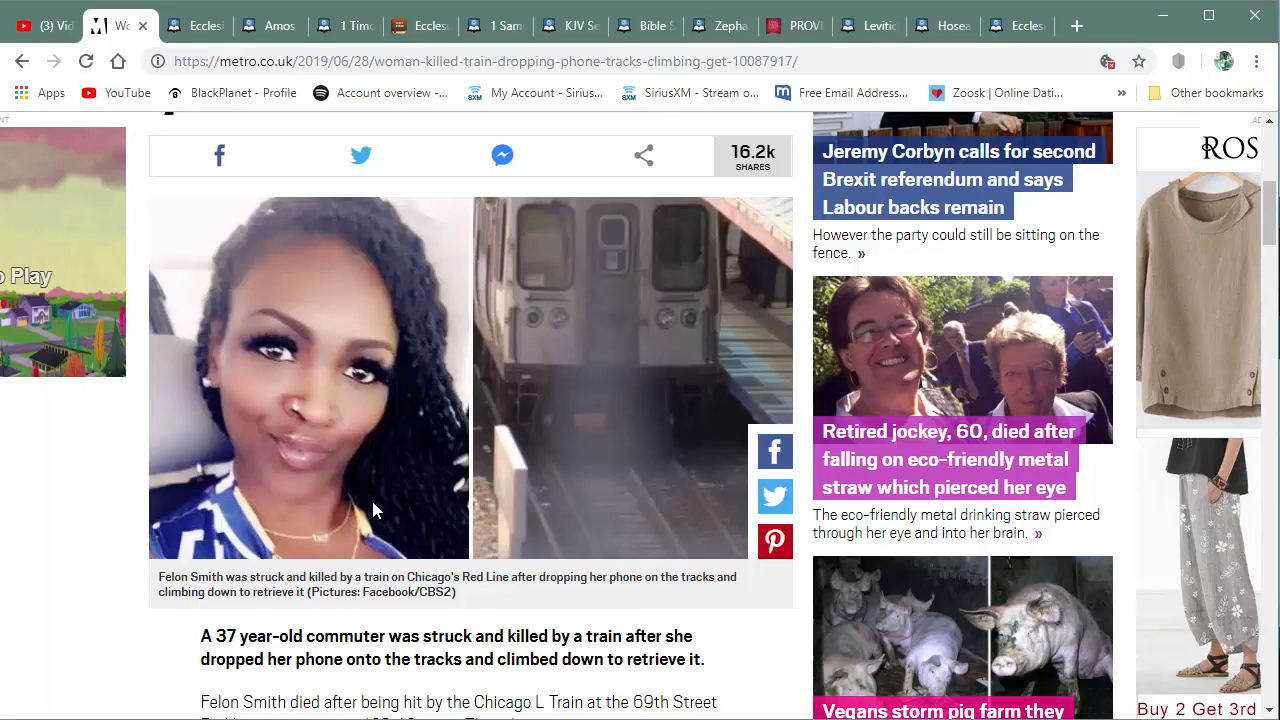 (3) Vid
Wo
Ecclesi
Amos
1 Timo
Eccles
1 Sam
KJV Se
Bible S
Zepha
PROV
Leviti
Hosea
Eccles
https://metro.co.uk/2019/06/28/woman-killed-train-dropping-phone-tracks-climbing-get-10087917/
Apps
YouTube
BlackPlanet - Profile
Account overview -...
My Account - Sirius...
SiriusXM - Stream o...
Free Email Address...
Zoosk | Online Dati...
»
Other bookmarks
NT
o Play
16.2k
SHARES
Felon Smith was struck and killed by a train on Chicago's Red Line after dropping her phone on the tracks and
climbing down to retrieve it (Pictures: Facebook/CBS2)
A 37 year-old commuter was struck and killed by a train after she
dropped her phone onto the tracks and climbed down to retrieve it.
Felon Smith died after bring hit by the Chicago L Train at the 69th Street
Jeremy Corbyn calls for second
Brexit referendum and says
Labour backs remain
However the party could still be sitting on the
fence. »
Retired jockey, 60, died after
falling on eco-friendly metal
straw which pierced her eye
The eco-friendly metal drinking straw pierced
through her eye and into her brain. »
Vegans storm pig farm they
AD
ROS
Buy 2 Get 3rd